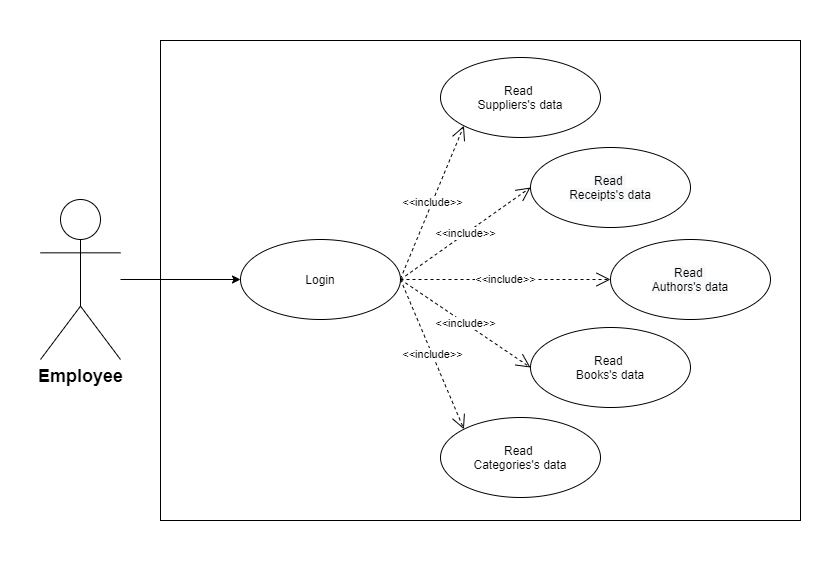 Read
Suppliers's data
<<include>>
Read
Receipts's data
<<include>>
Login
<<include>>
Read
Authors's data
<<include>>
Read
Books's data
<<include>>
Employee
Read
Categories's data